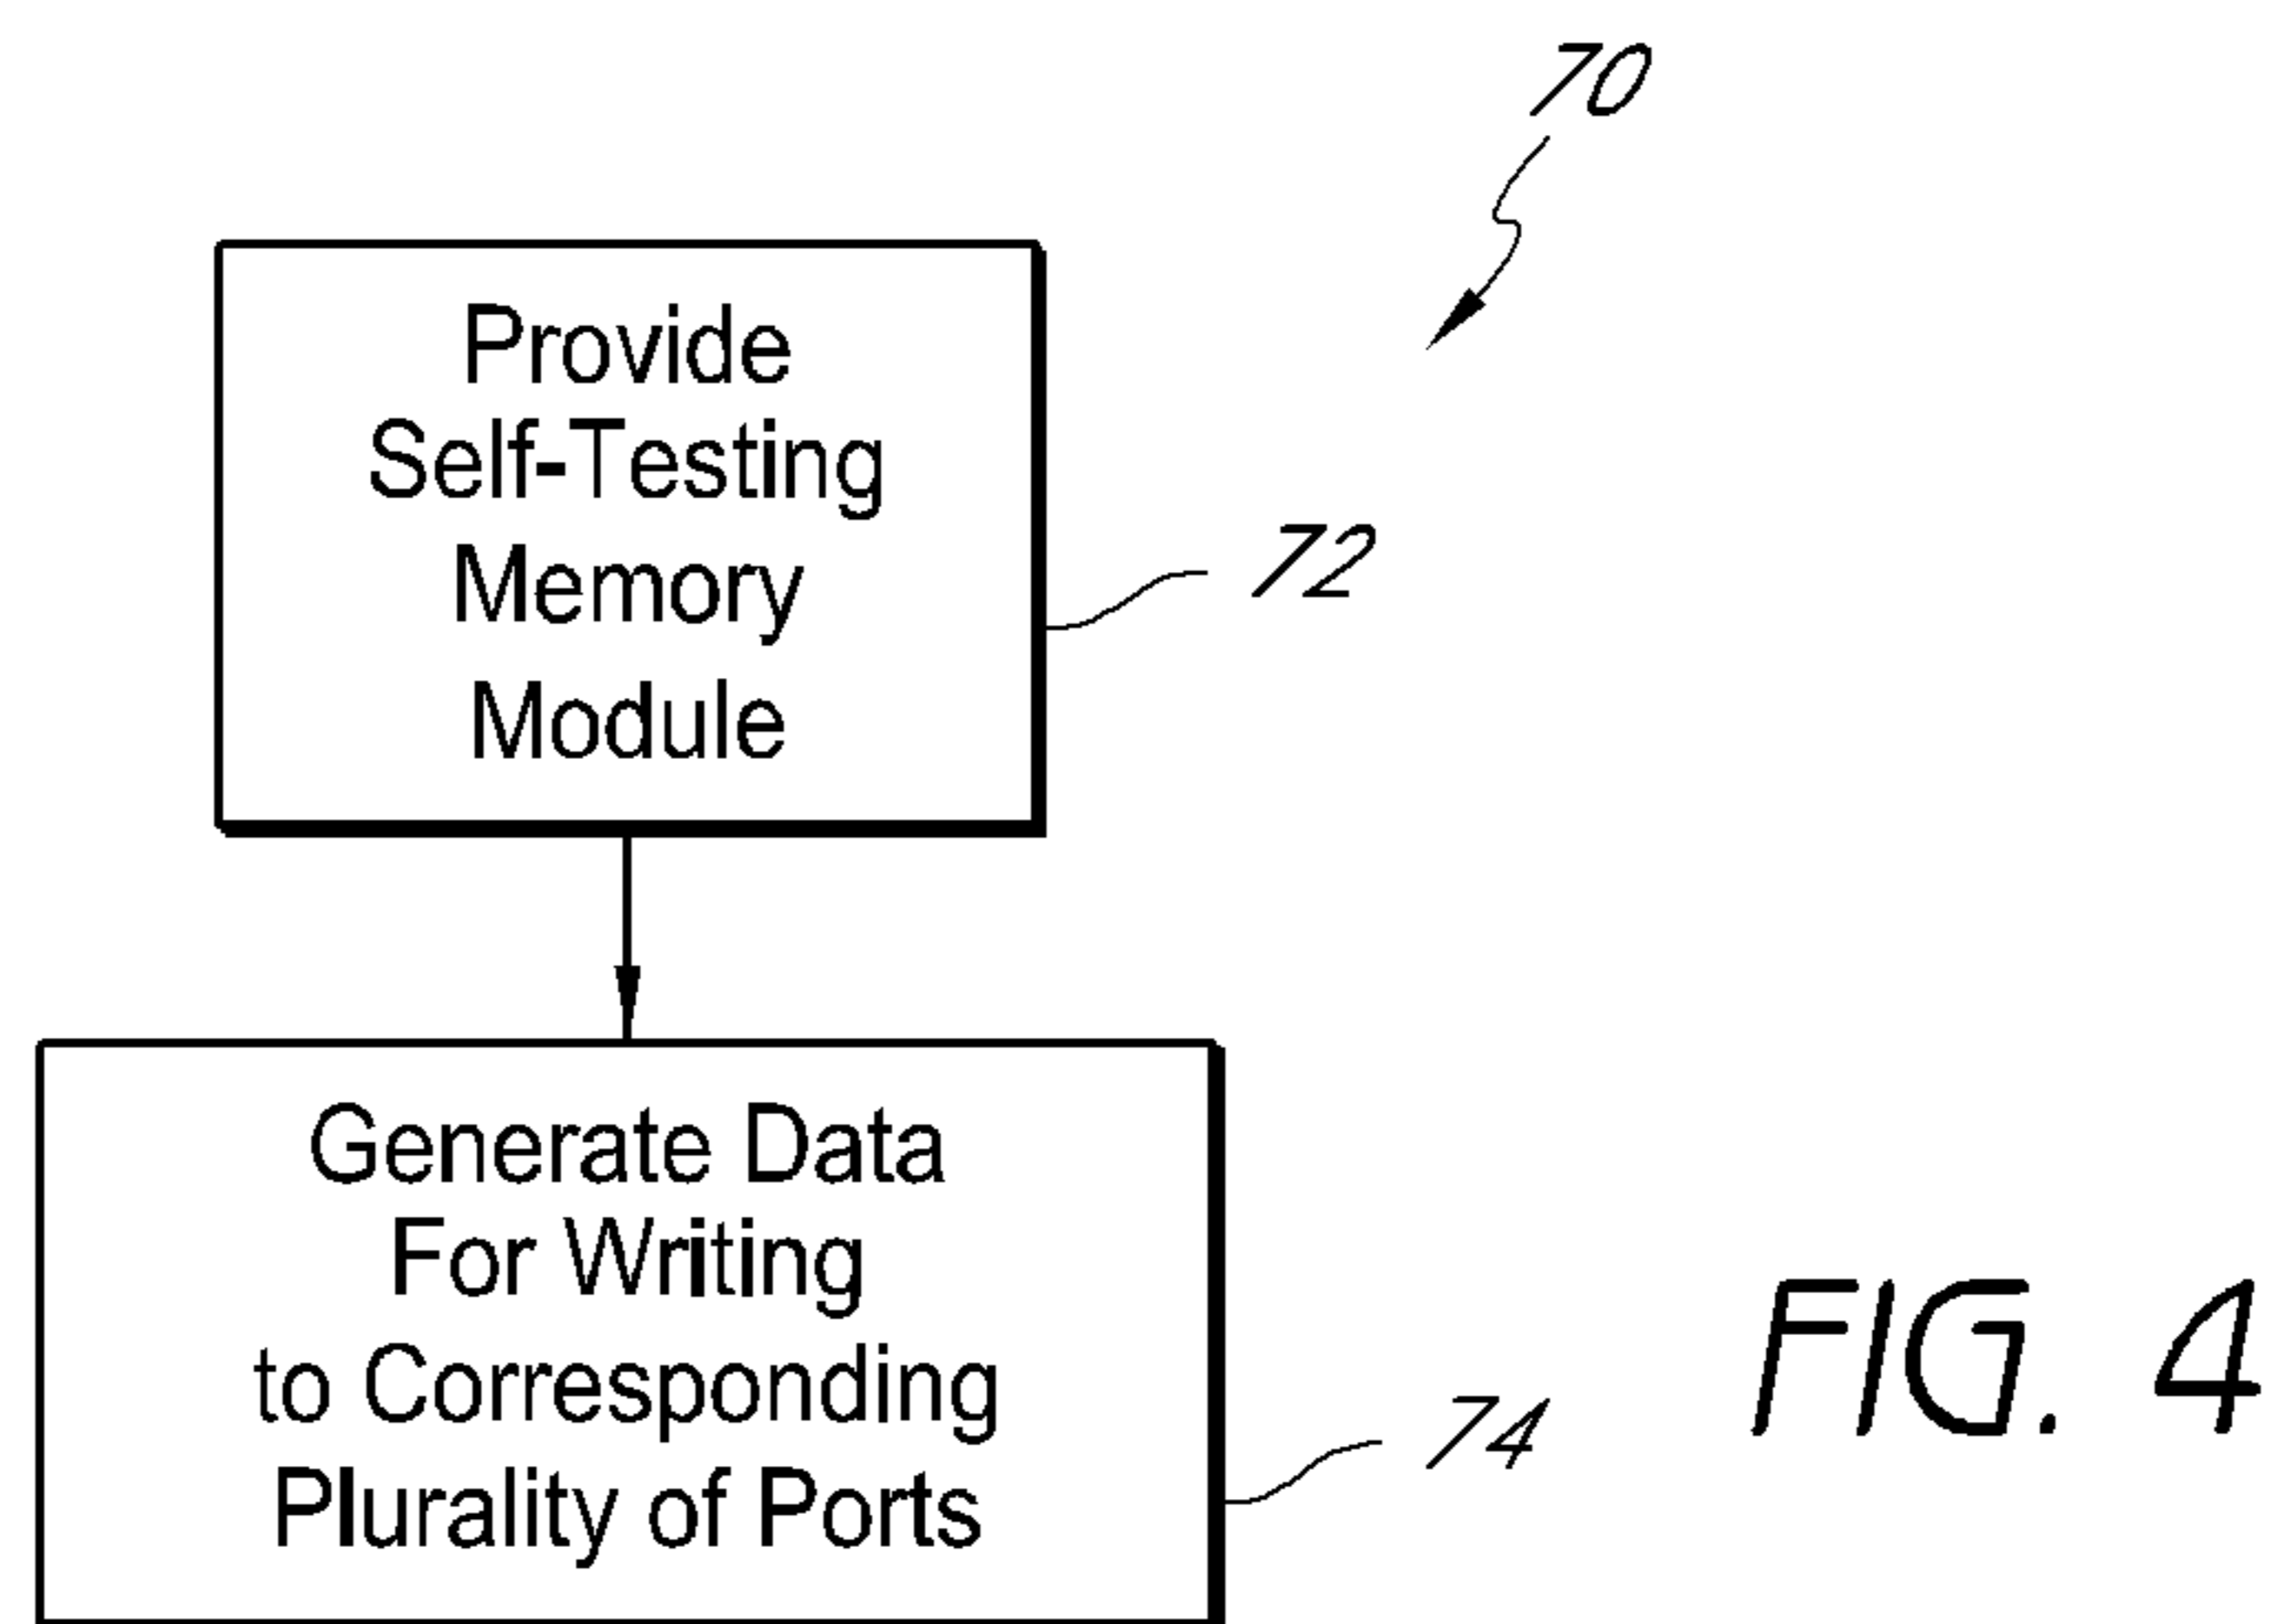 70
Provide
Self-Testing
Memory
Module
72
Generate Data
For Writing
to Corresponding
Plurality of Ports
74
FIG. 4